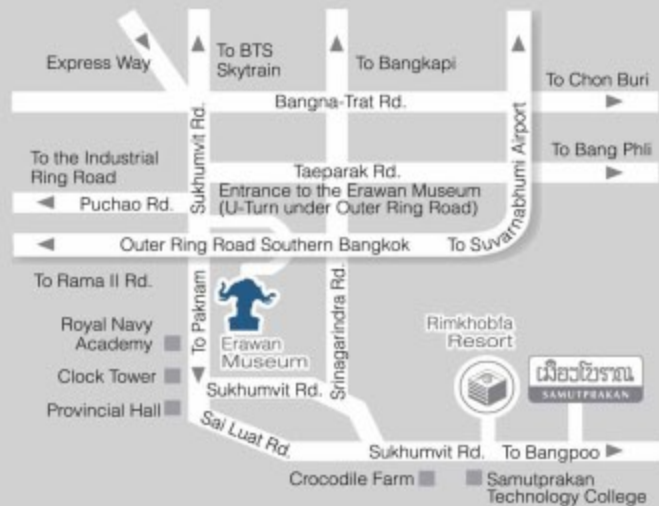 Express Way
To BTS
Skytrain
To Bangkapi
To Chon Buri
Bangna-Trat Rd.
Sukhumvit Rd.
To Suvarnabhumi Airport
To the Industrial
Ring Road
Taeparak Rd.
To Bang Phli
Puchao Rd.
Entrance to the Erawan Museum
(U-Turn under Outer Ring Road)
Outer Ring Road Southern Bangkok
To Rama II Rd.
To Paknam
Srinagarindra Rd.
Royal Navy
Academy
Erawan
Museum
Rimkhobfa
Resort
Clock Tower
Provincial Hall
Sukhumvit Rd.
เมืองโบราณ
SAMUTPRAKAN
Sai Luat Rd.
Sukhumvit Rd.
To Bangpoo
Crocodile Farm
Samutprakan
Technology College